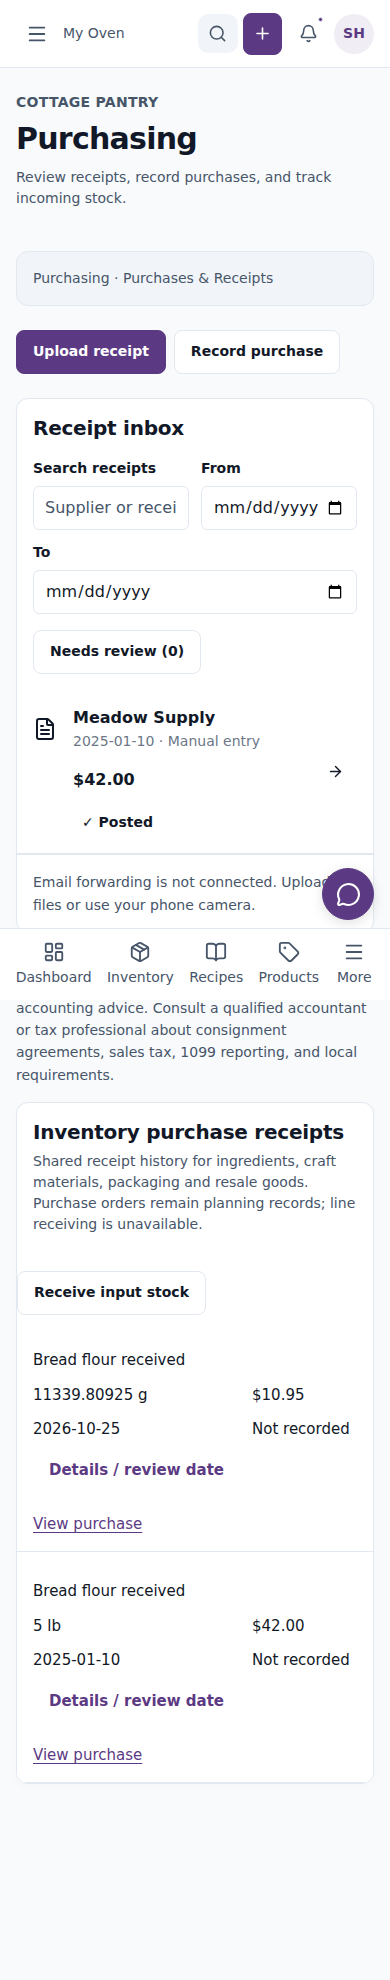 My Oven
SH
COTTAGE PANTRY
Purchasing
Review receipts, record purchases, and track
incoming stock.
Purchasing · Purchases & Receipts
Upload receipt
Record purchase
Receipt inbox
Search receipts
From
Supplier or recei
mm/dd/yyyy
To
mm/dd/yyyy
Needs review (0)
Meadow Supply
2025-01-10 · Manual entry
$42.00
✓ Posted
Email forwarding is not connected. Upload
files or use your phone camera.
Dashboard
Inventory
Recipes
Products
More
accounting advice. Consult a qualified accountant
or tax professional about consignment
agreements, sales tax, 1099 reporting, and local
requirements.
Inventory purchase receipts
Shared receipt history for ingredients, craft
materials, packaging and resale goods.
Purchase orders remain planning records; line
receiving is unavailable.
Receive input stock
Bread flour received
11339.80925 g
$10.95
2026-10-25
Not recorded
Details / review date
View purchase
Bread flour received
5 lb
$42.00
2025-01-10
Not recorded
Details / review date
View purchase